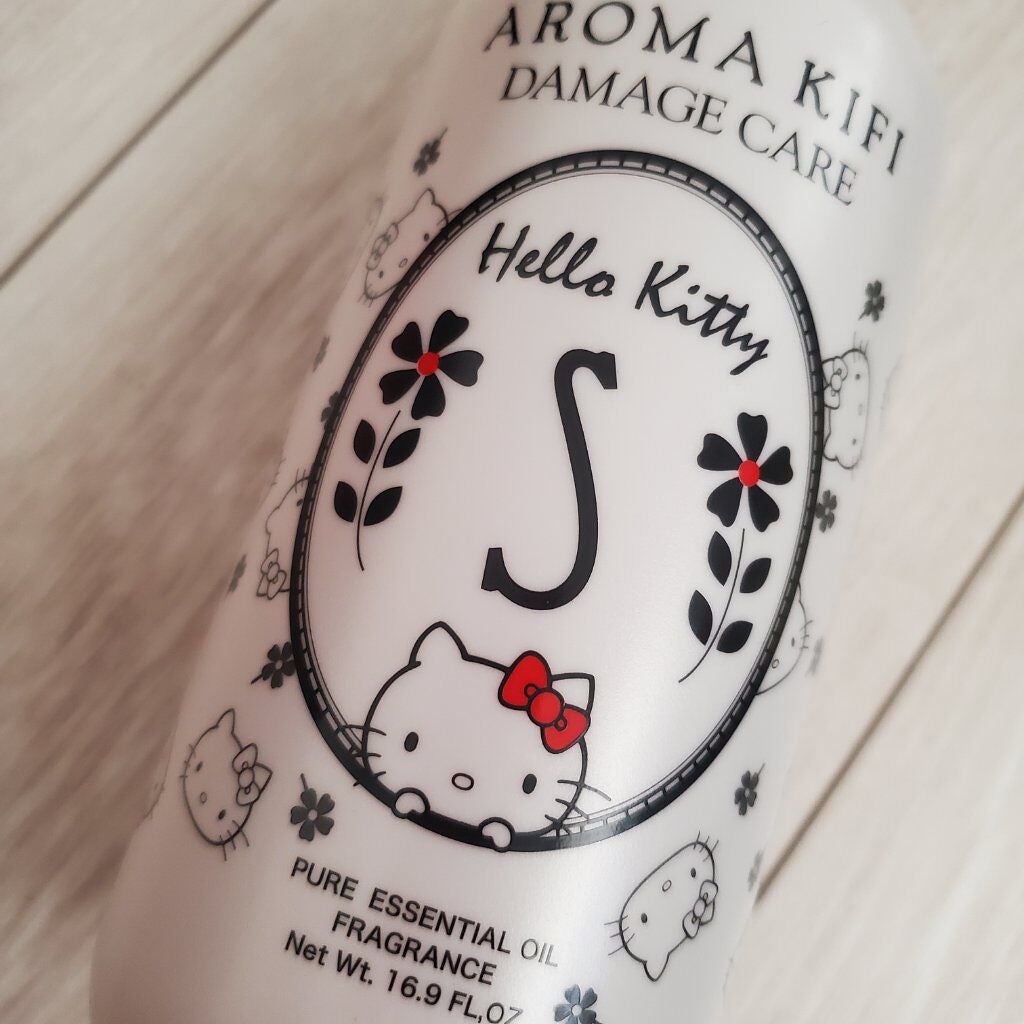 AROMA KIFI
DAMAGE CARE
Hello Kitty
S
PURE ESSENTIAL OIL
FRAGRANCE
Net Wt. 16.9 FL,OZ